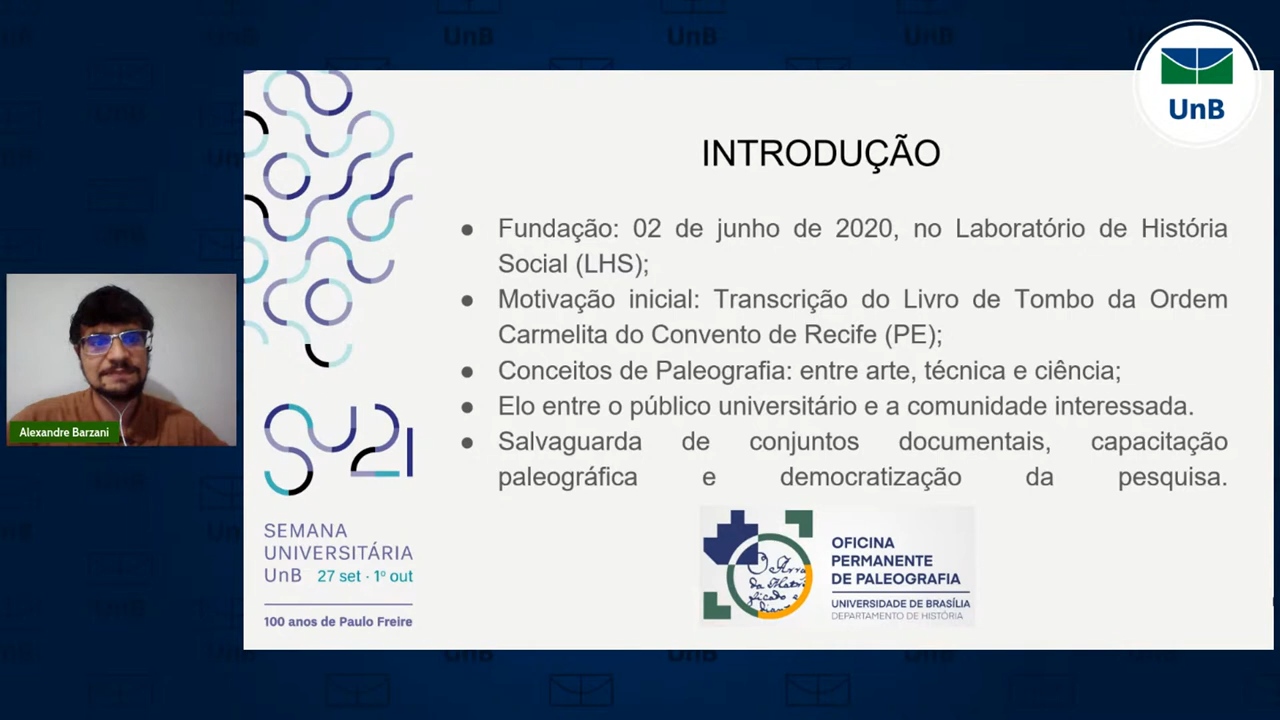 UnB
INTRODUÇÃO
● Fundação: 02 de junho de 2020, no Laboratório de História
Social (LHS);
● Motivação inicial: Transcrição do Livro de Tombo da Ordem
Carmelita do Convento de Recife (PE);
● Conceitos de Paleografia: entre arte, técnica e ciência;
● Elo entre o público universitário e a comunidade interessada.
● Salvaguarda de conjuntos documentais, capacitação
paleográfica e democratização da pesquisa.
Alexandre Barzani
SU21
SEMANA
UNIVERSITÁRIA
UnB 27 set · 1º out
100 anos de Paulo Freire
OFICINA
PERMANENTE
DE PALEOGRAFIA
UNIVERSIDADE DE BRASÍLIA
DEPARTAMENTO DE HISTÓRIA